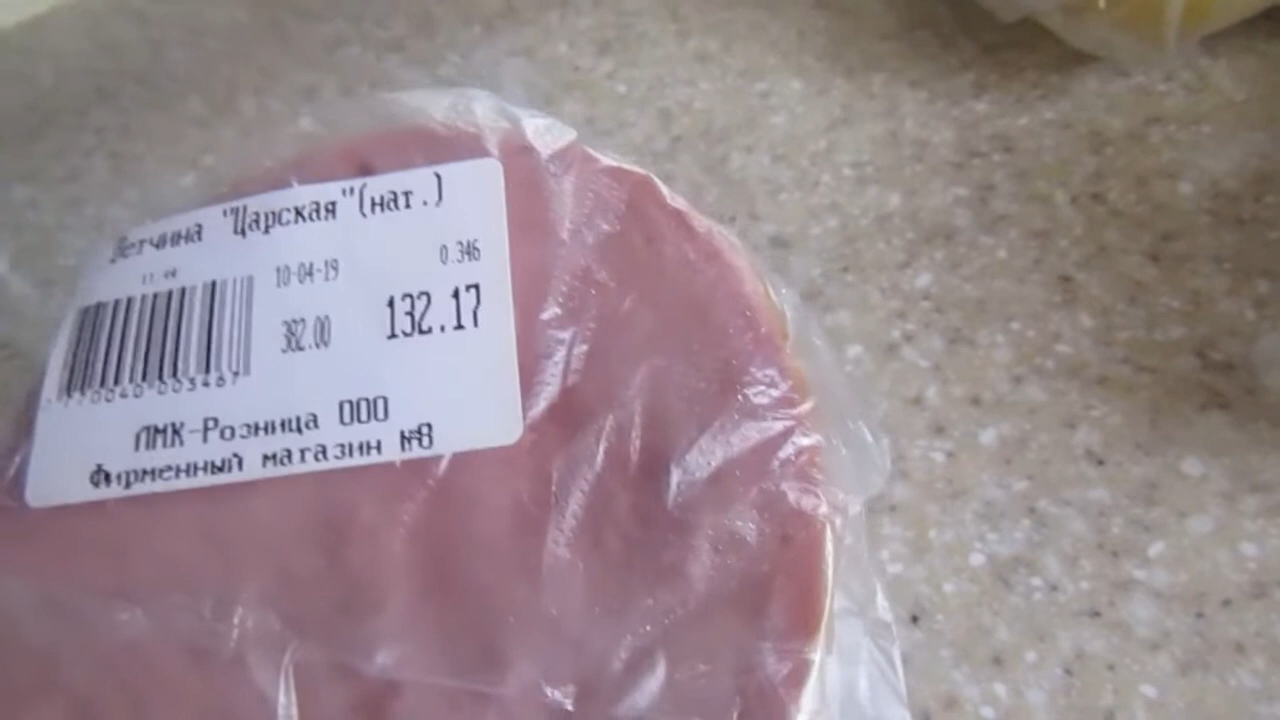 Ветчина "Царская"(нат.)
10-04-19 0.346
382.00 132.17
ЛМК-Розница ООО
Фирменный магазин №8